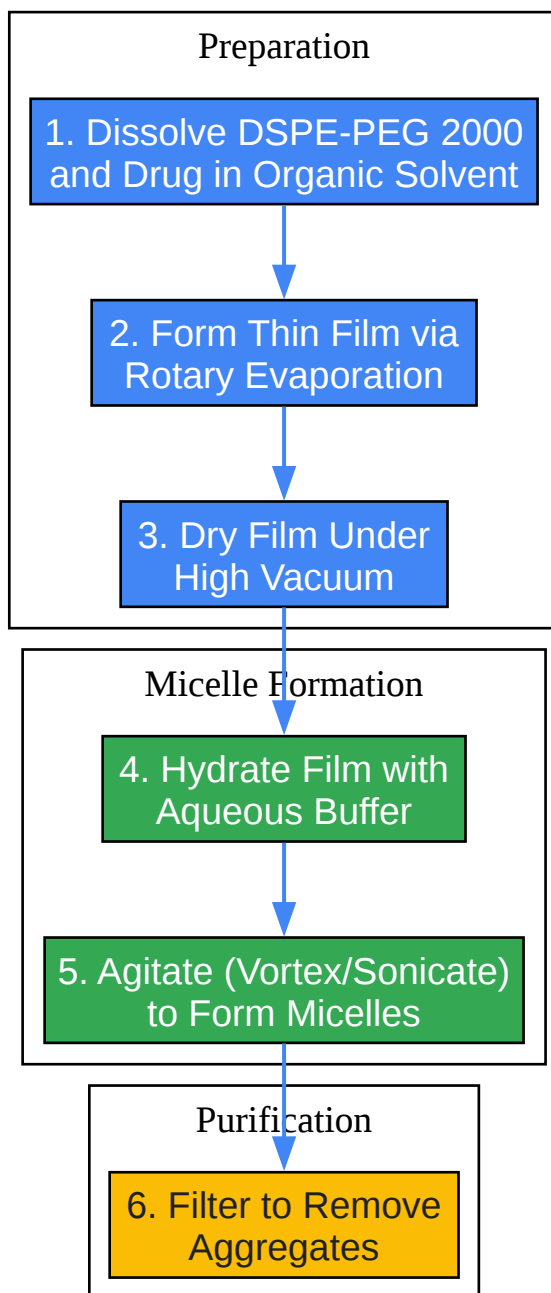 Preparation
1. Dissolve DSPE-PEG 2000
and Drug in Organic Solvent
2. Form Thin Film via
Rotary Evaporation
3. Dry Film Under
High Vacuum
Micelle Formation
4. Hydrate Film with
Aqueous Buffer
5. Agitate (Vortex/Sonicate)
to Form Micelles
Purification
6. Filter to Remove
Aggregates